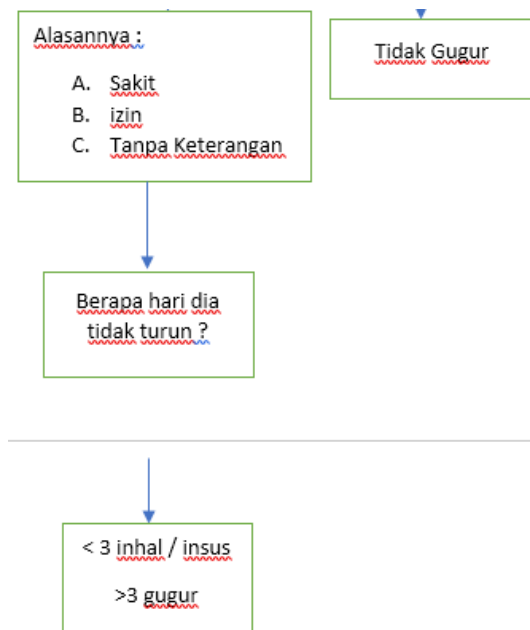 Alasannya :
A. Sakit
B. izin
C. Tanpa Keterangan
Tidak Gugur
Berapa hari dia
tidak turun ?
< 3 inhal / insus
>3 gugur